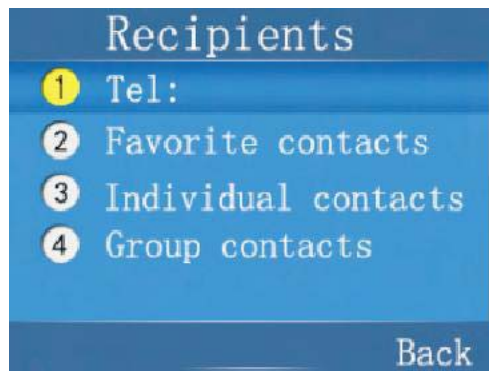 Recipients
1 Tel:
2 Favorite contacts
3 Individual contacts
4 Group contacts
Back